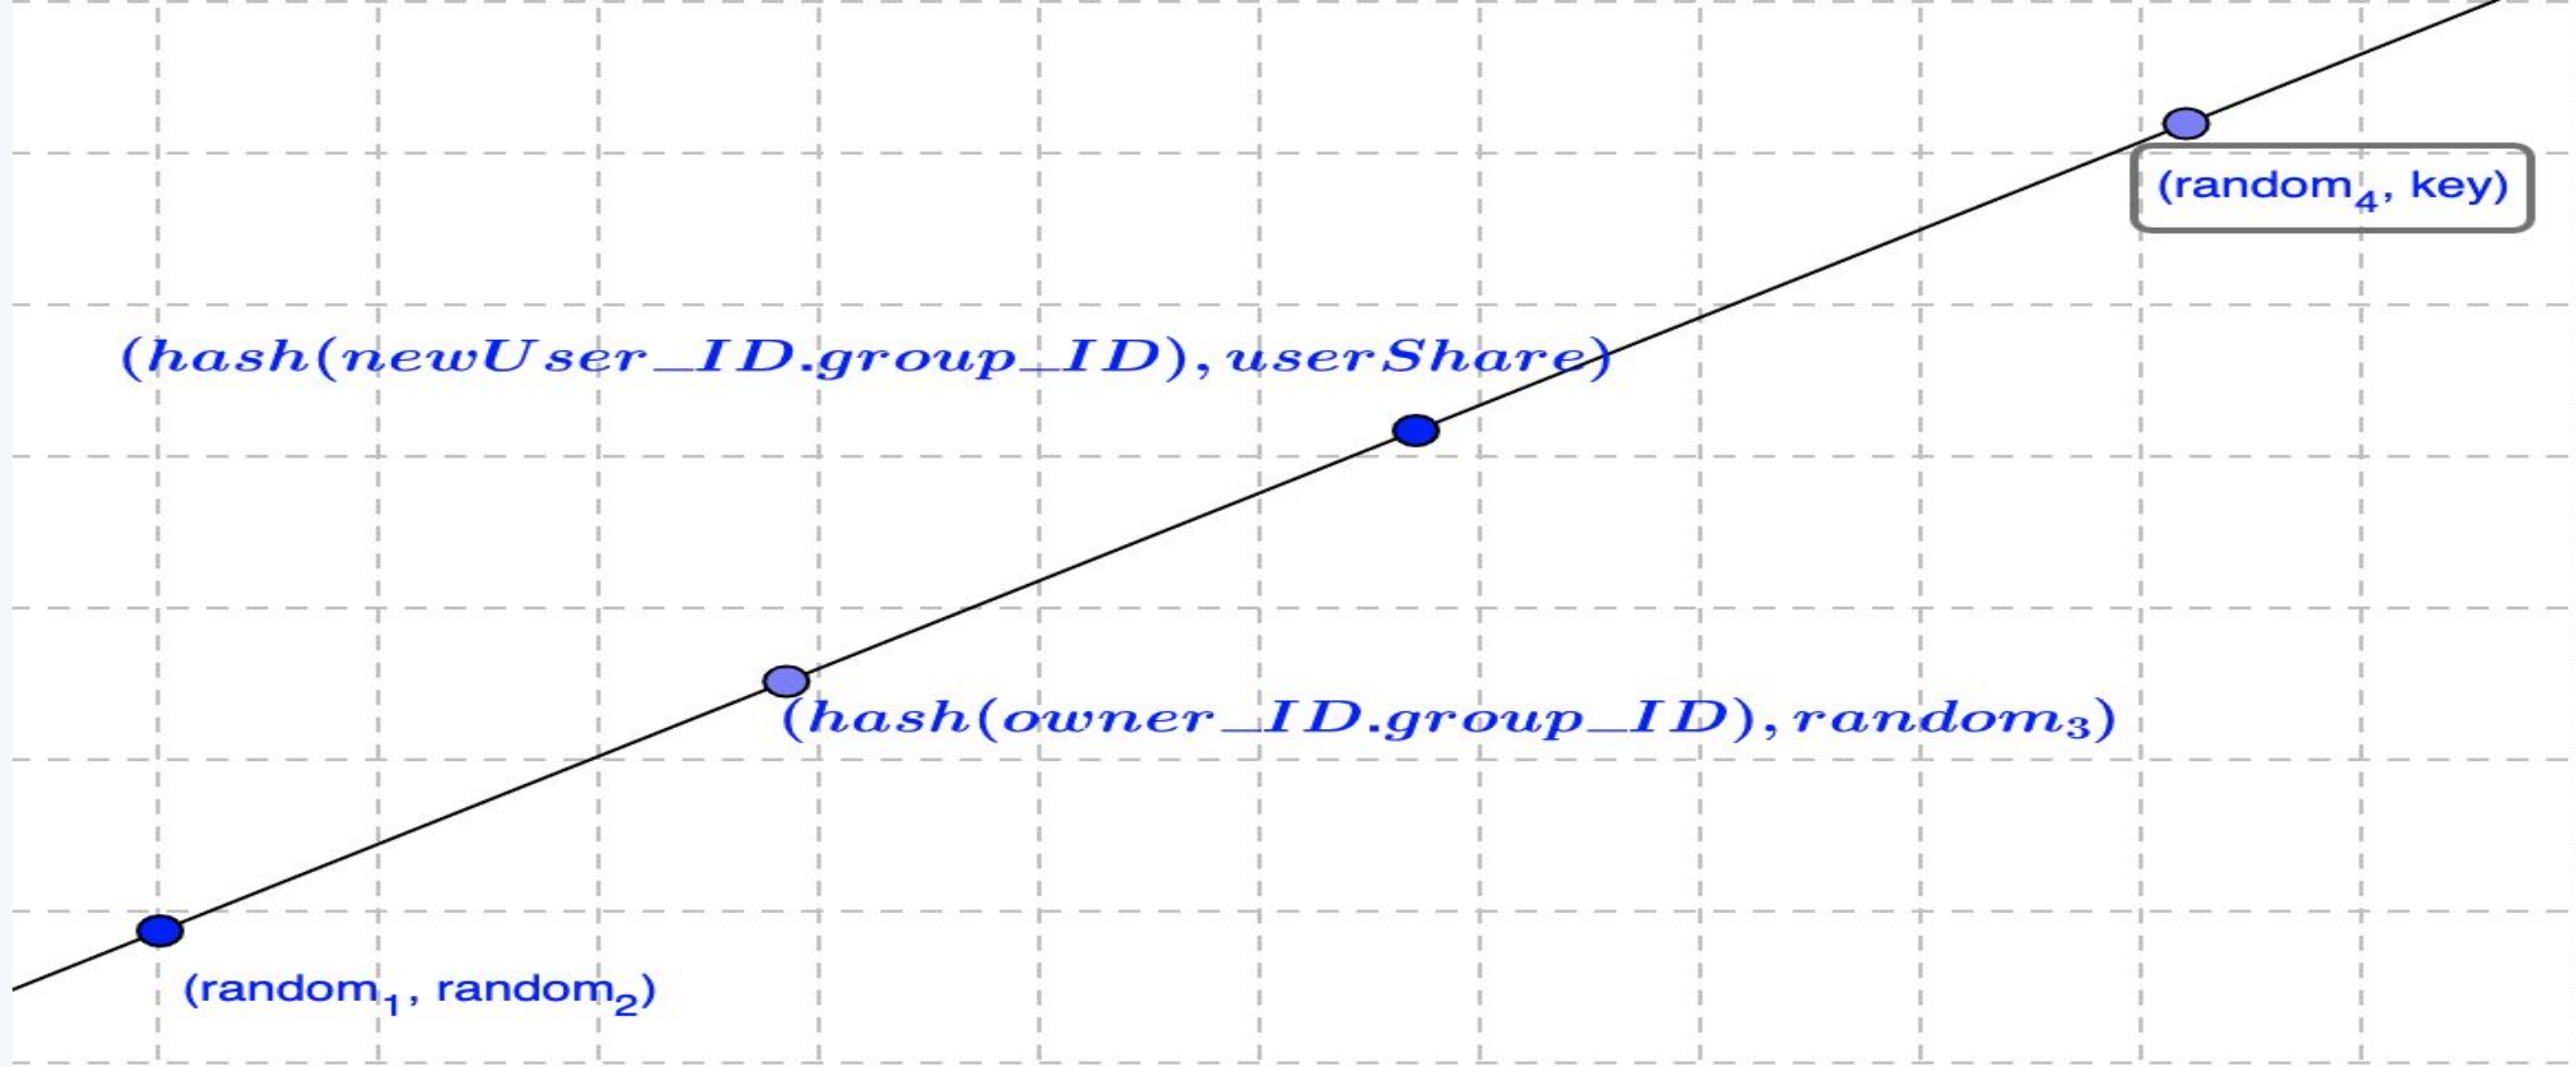 (random₄, key)
(hash(newUser_ID.group_ID), userShare)
(hash(owner_ID.group_ID), random₃)
(random₁, random₂)